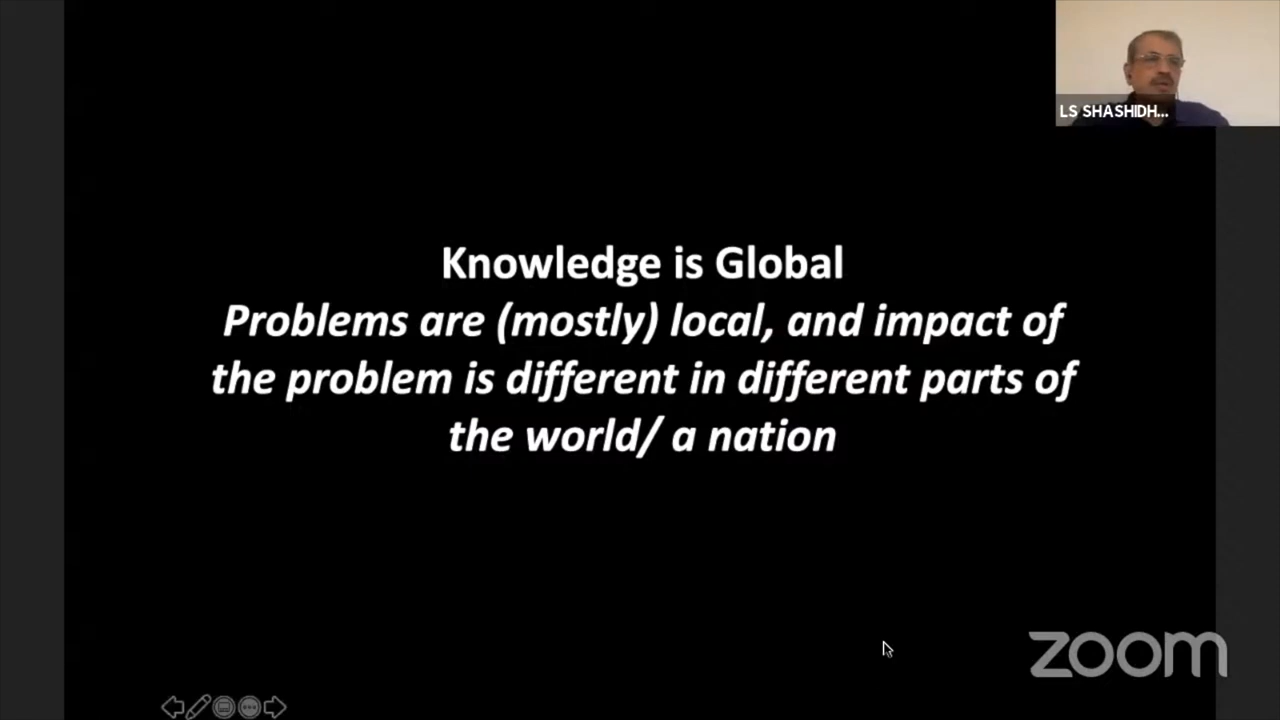 LS SHASHIDH...
Knowledge is Global
Problems are (mostly) local, and impact of
the problem is different in different parts of
the world/ a nation
zoom